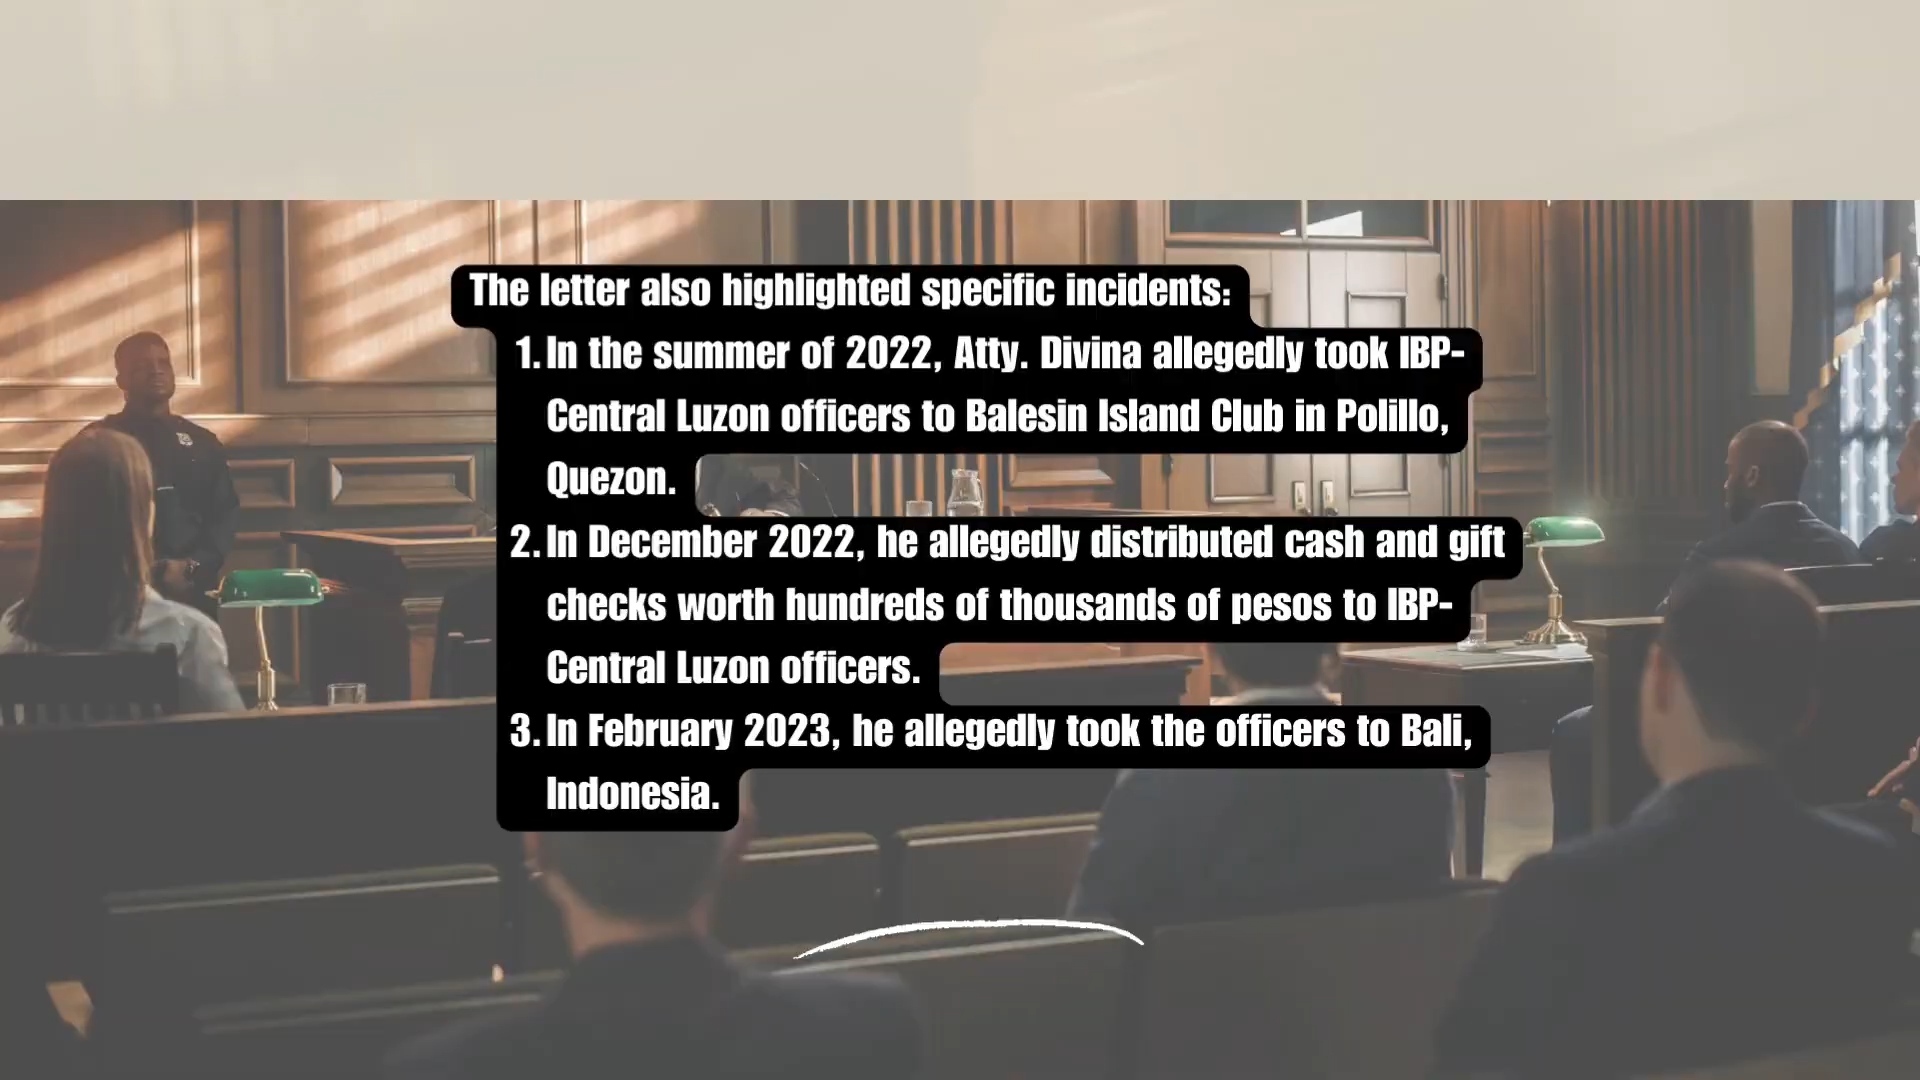 The letter also highlighted specific incidents:
1. In the summer of 2022, Atty. Divina allegedly took IBP-
Central Luzon officers to Balesin Island Club in Polillo,
Quezon.
2. In December 2022, he allegedly distributed cash and gift
checks worth hundreds of thousands of pesos to IBP-
Central Luzon officers.
3. In February 2023, he allegedly took the officers to Bali,
Indonesia.